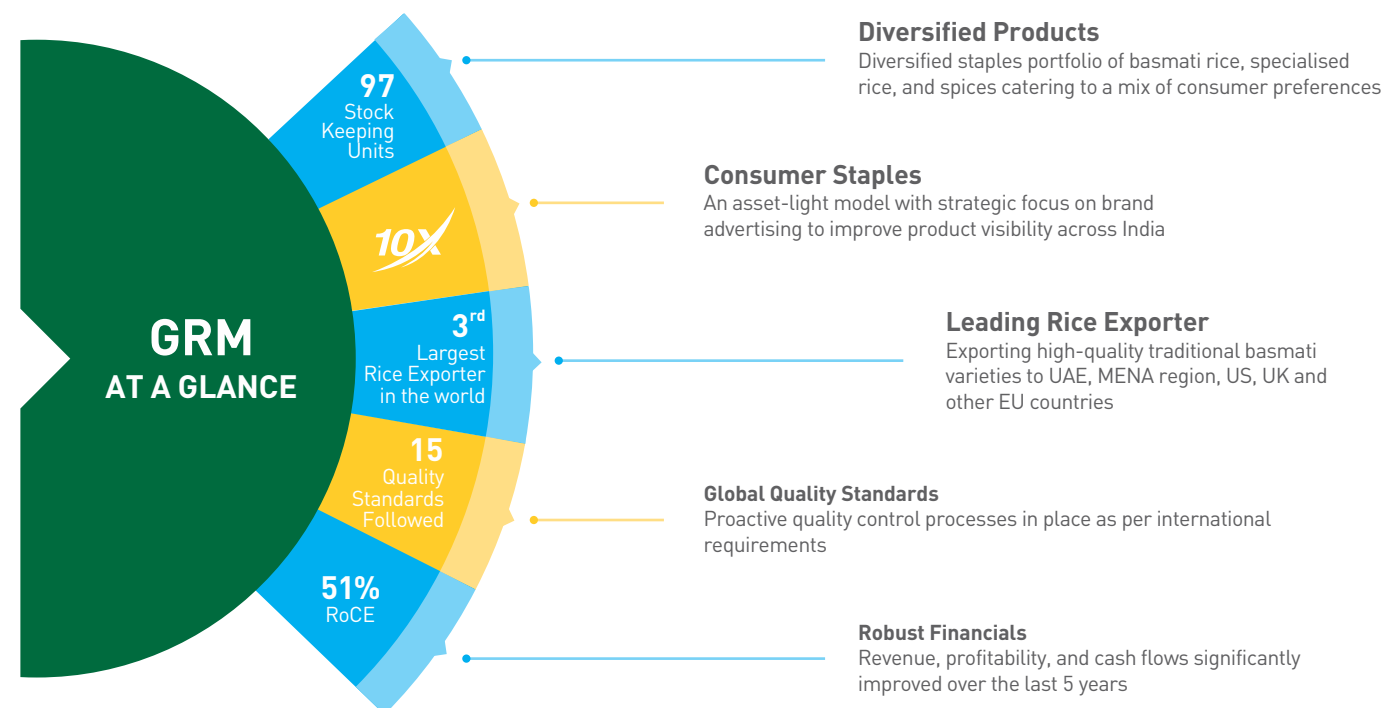 GRM
AT A GLANCE
97
Stock
Keeping
Units
Diversified Products
Diversified staples portfolio of basmati rice, specialised
rice, and spices catering to a mix of consumer preferences
10X
Consumer Staples
An asset-light model with strategic focus on brand
advertising to improve product visibility across India
3rd
Largest
Rice Exporter
in the world
Leading Rice Exporter
Exporting high-quality traditional basmati
varieties to UAE, MENA region, US, UK and
other EU countries
15
Quality
Standards
Followed
Global Quality Standards
Proactive quality control processes in place as per international
requirements
51%
RoCE
Robust Financials
Revenue, profitability, and cash flows significantly
improved over the last 5 years